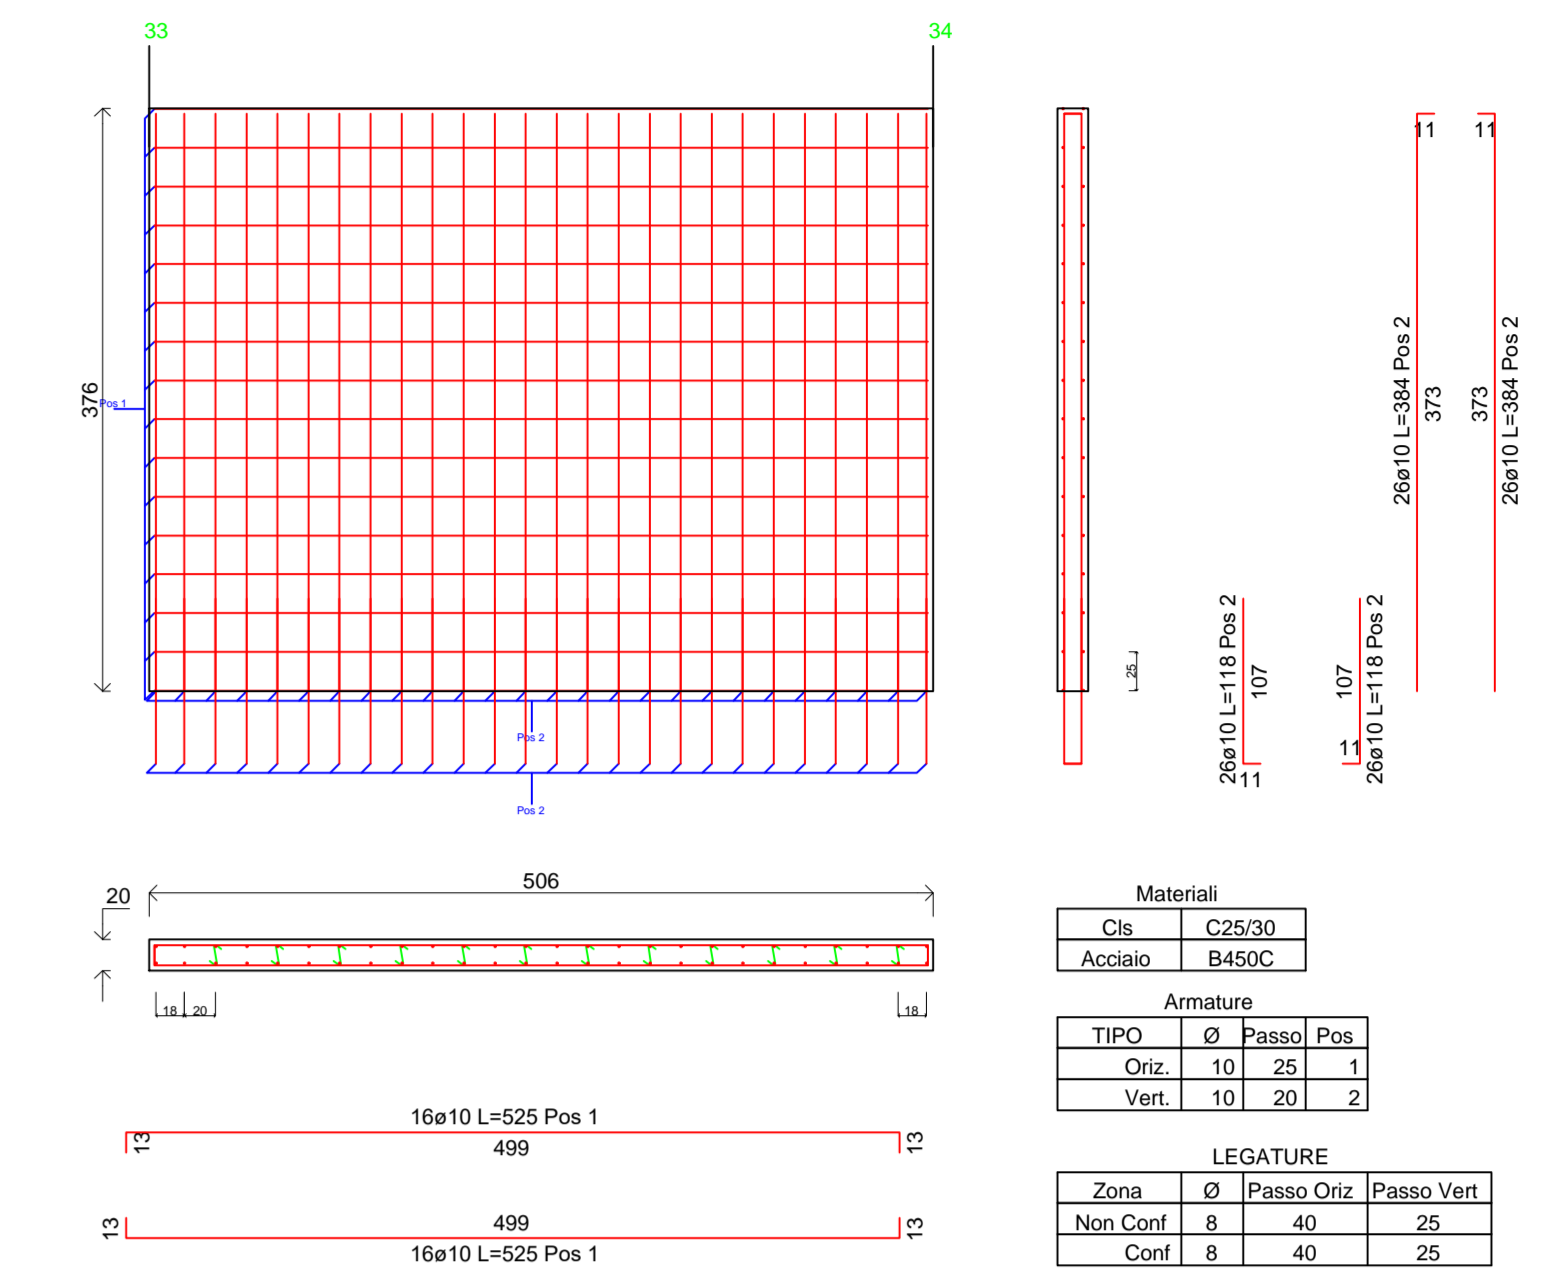 33
34
376
Pos 1
Pos 2
Pos 2
25
11
11
26ø10 L=384 Pos 2
373
373
26ø10 L=384 Pos 2
26ø10 L=118 Pos 2
107
11
107
11
26ø10 L=118 Pos 2
20
506
18
20
18
16ø10 L=525 Pos 1
13
499
13
13
499
13
16ø10 L=525 Pos 1
Materiali
Cls C25/30
Acciaio B450C
Armature
TIPO Ø Passo Pos
Oriz. 10 25 1
Vert. 10 20 2
LEGATURE
Zona Ø Passo Oriz Passo Vert
Non Conf 8 40 25
Conf 8 40 25